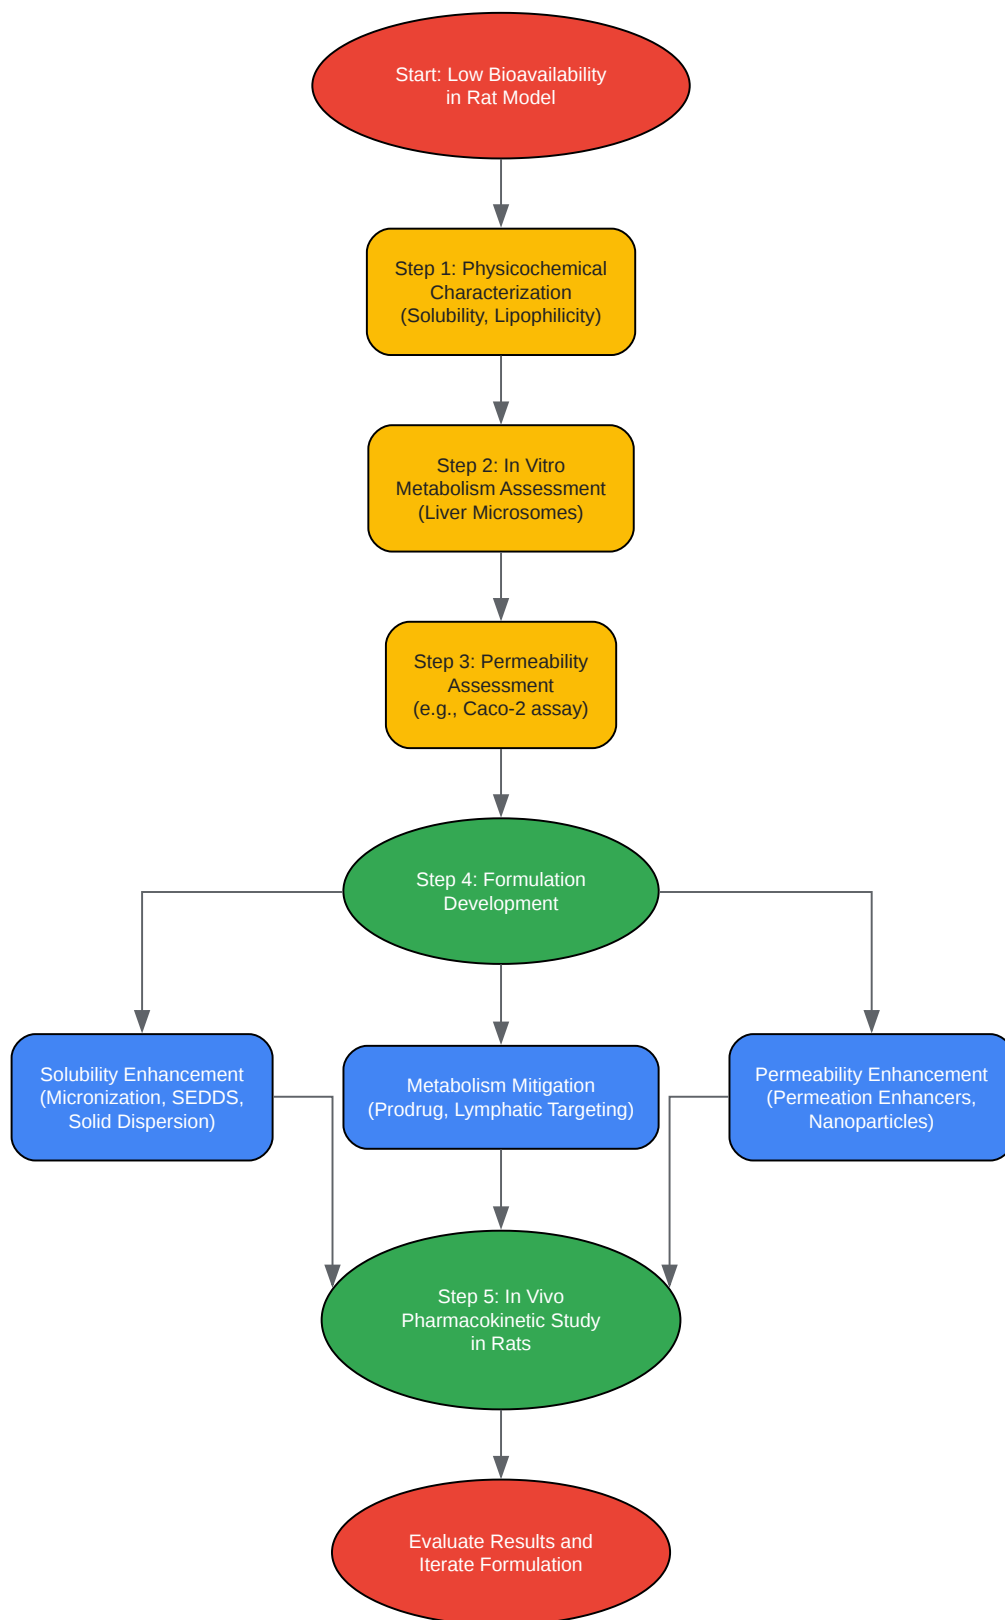 Start: Low Bioavailability
in Rat Model
Step 1: Physicochemical
Characterization
(Solubility, Lipophilicity)
Step 2: In Vitro
Metabolism Assessment
(Liver Microsomes)
Step 3: Permeability
Assessment
(e.g., Caco-2 assay)
Step 4: Formulation
Development
Solubility Enhancement
(Micronization, SEDDS,
Solid Dispersion)
Metabolism Mitigation
(Prodrug, Lymphatic Targeting)
Permeability Enhancement
(Permeation Enhancers,
Nanoparticles)
Step 5: In Vivo
Pharmacokinetic Study
in Rats
Evaluate Results and
Iterate Formulation